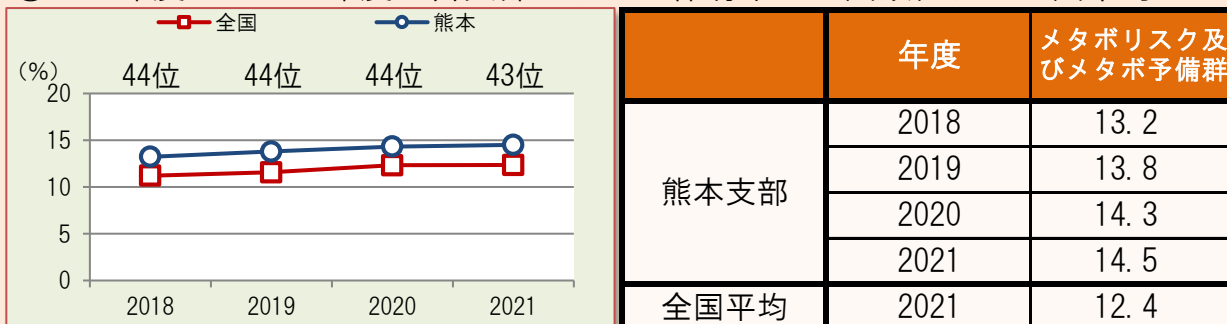 全国 熊本
(%) 44位 44位 44位 43位
20
15
10
5
0
2018 2019 2020 2021
年度 メタボリスク及
びメタボ予備群
熊本支部
2018 13.2
2019 13.8
2020 14.3
2021 14.5
全国平均 2021 12.4